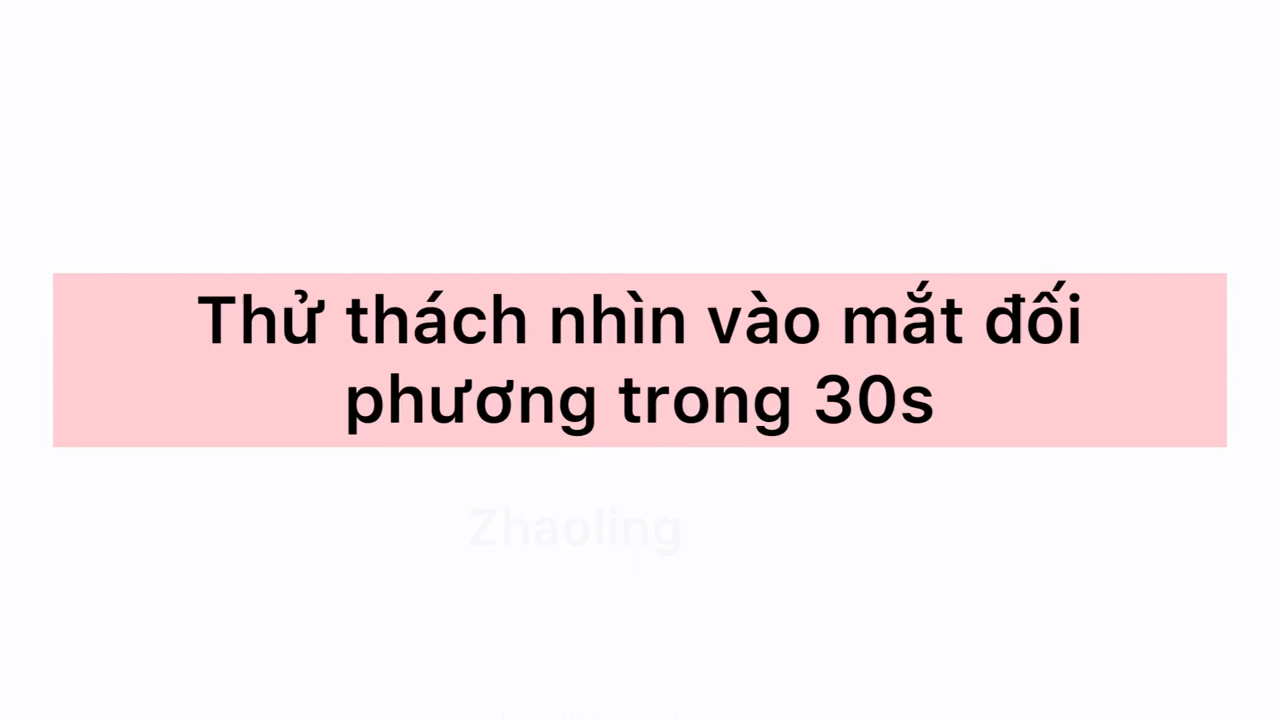 Thử thách nhìn vào mắt đối
phương trong 30s
Zhaoling